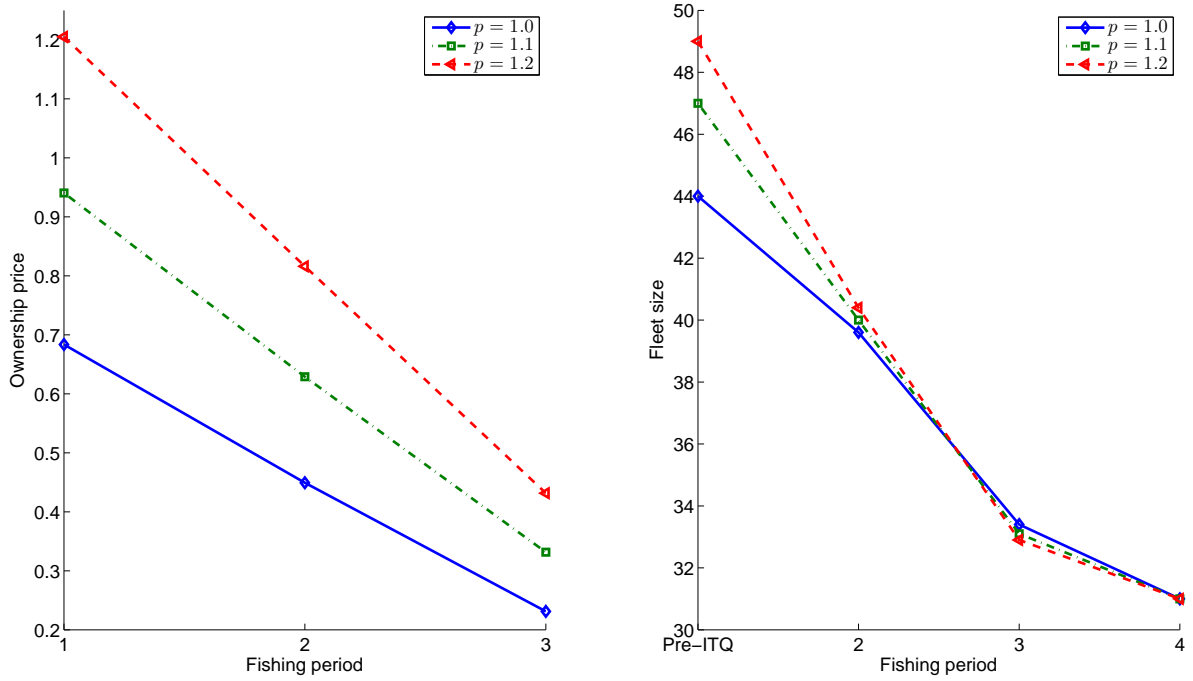 1.2
1.1
1
0.9
0.8
0.7
0.6
0.5
0.4
0.3
0.2
Ownership price
1 2 3
Fishing period
p = 1.0
p = 1.1
p = 1.2
50
48
46
44
42
40
38
36
34
32
30
Fleet size
Pre−ITQ 2 3 4
Fishing period
p = 1.0
p = 1.1
p = 1.2